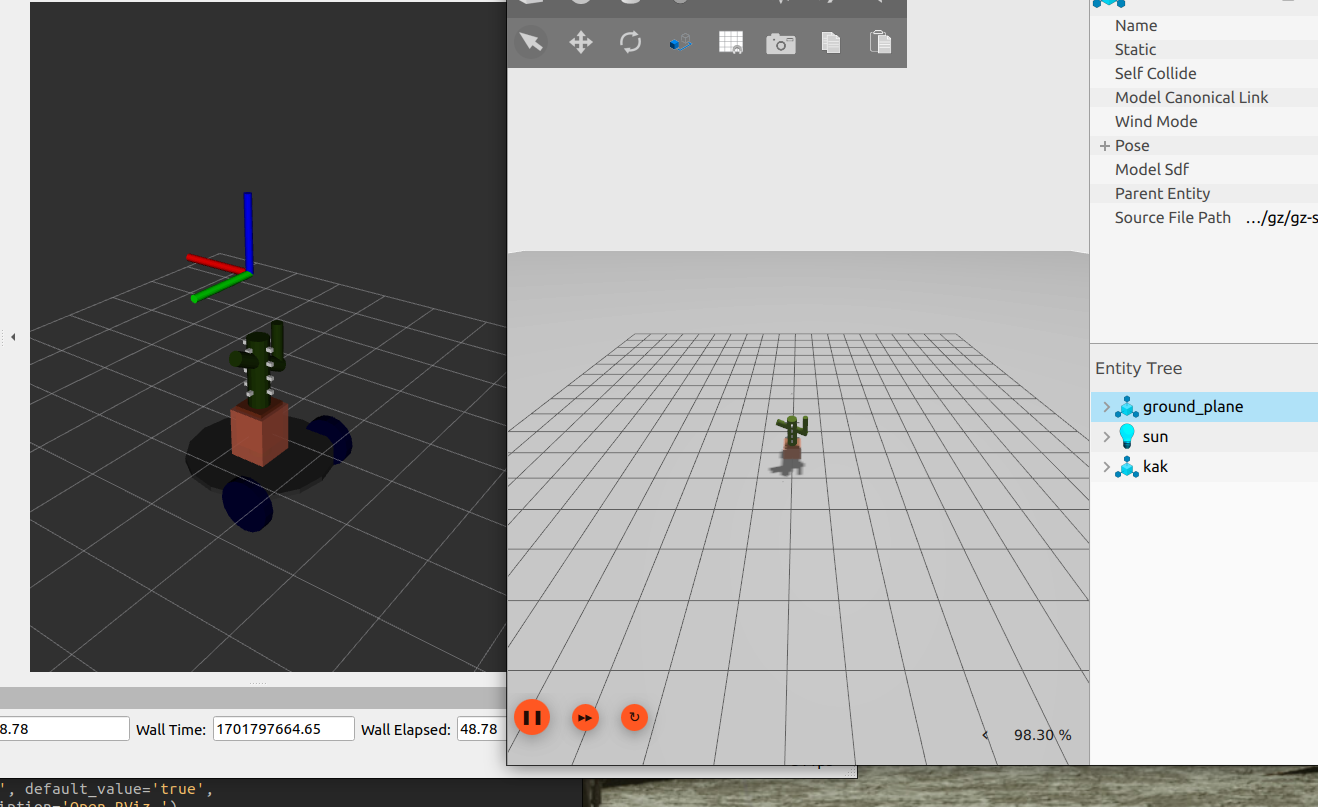 Name
Static
Self Collide
Model Canonical Link
Wind Mode
Pose
Model Sdf
Parent Entity
Source File Path …/gz/gz-s
Entity Tree
ground_plane
sun
kak
98.30 %
8.78 Wall Time: 1701797664.65 Wall Elapsed: 48.78
', default_value='true',
iption='Open RViz.')